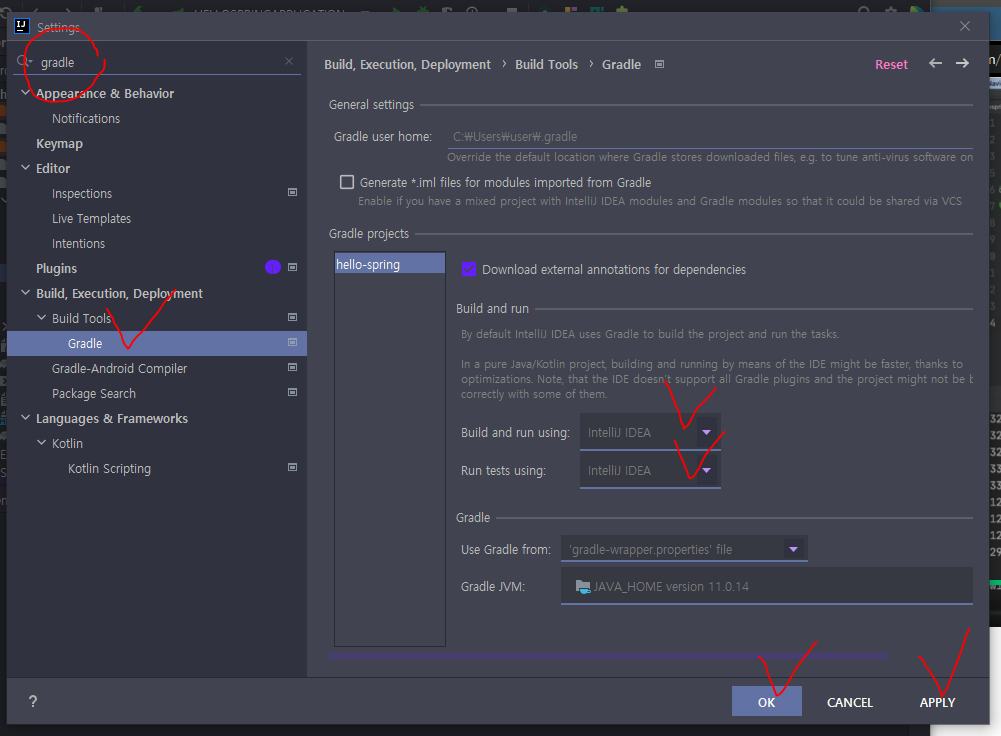 HELLOSPRINGAPPLICATION
Settings
gradle
Appearance & Behavior
Notifications
Keymap
Editor
Inspections
Live Templates
Intentions
Plugins
Build, Execution, Deployment
Build Tools
Gradle
Gradle-Android Compiler
Package Search
Languages & Frameworks
Kotlin
Kotlin Scripting
Build, Execution, Deployment › Build Tools › Gradle
Reset
General settings
Gradle user home: C:₩Users₩user₩.gradle
Override the default location where Gradle stores downloaded files, e.g. to tune anti-virus software on
Generate *.iml files for modules imported from Gradle
Enable if you have a mixed project with IntelliJ IDEA modules and Gradle modules so that it could be shared via VCS
Gradle projects
hello-spring
Download external annotations for dependencies
Build and run
By default IntelliJ IDEA uses Gradle to build the project and run the tasks.
In a pure Java/Kotlin project, building and running by means of the IDE might be faster, thanks to
optimizations. Note, that the IDE doesn't support all Gradle plugins and the project might not be b
correctly with some of them.
Build and run using: IntelliJ IDEA
Run tests using: IntelliJ IDEA
Gradle
Use Gradle from: 'gradle-wrapper.properties' file
Gradle JVM: JAVA_HOME version 11.0.14
?
OK
CANCEL
APPLY